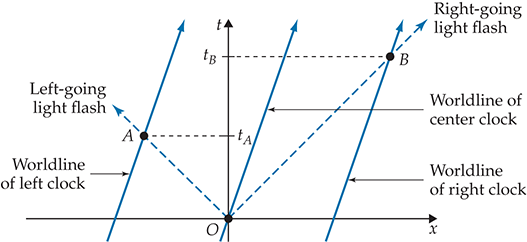 Right-going
light flash
t
t_B
B
Left-going
light flash
Worldline of
center clock
A
t_A
Worldline
of left clock
Worldline
of right clock
O
x